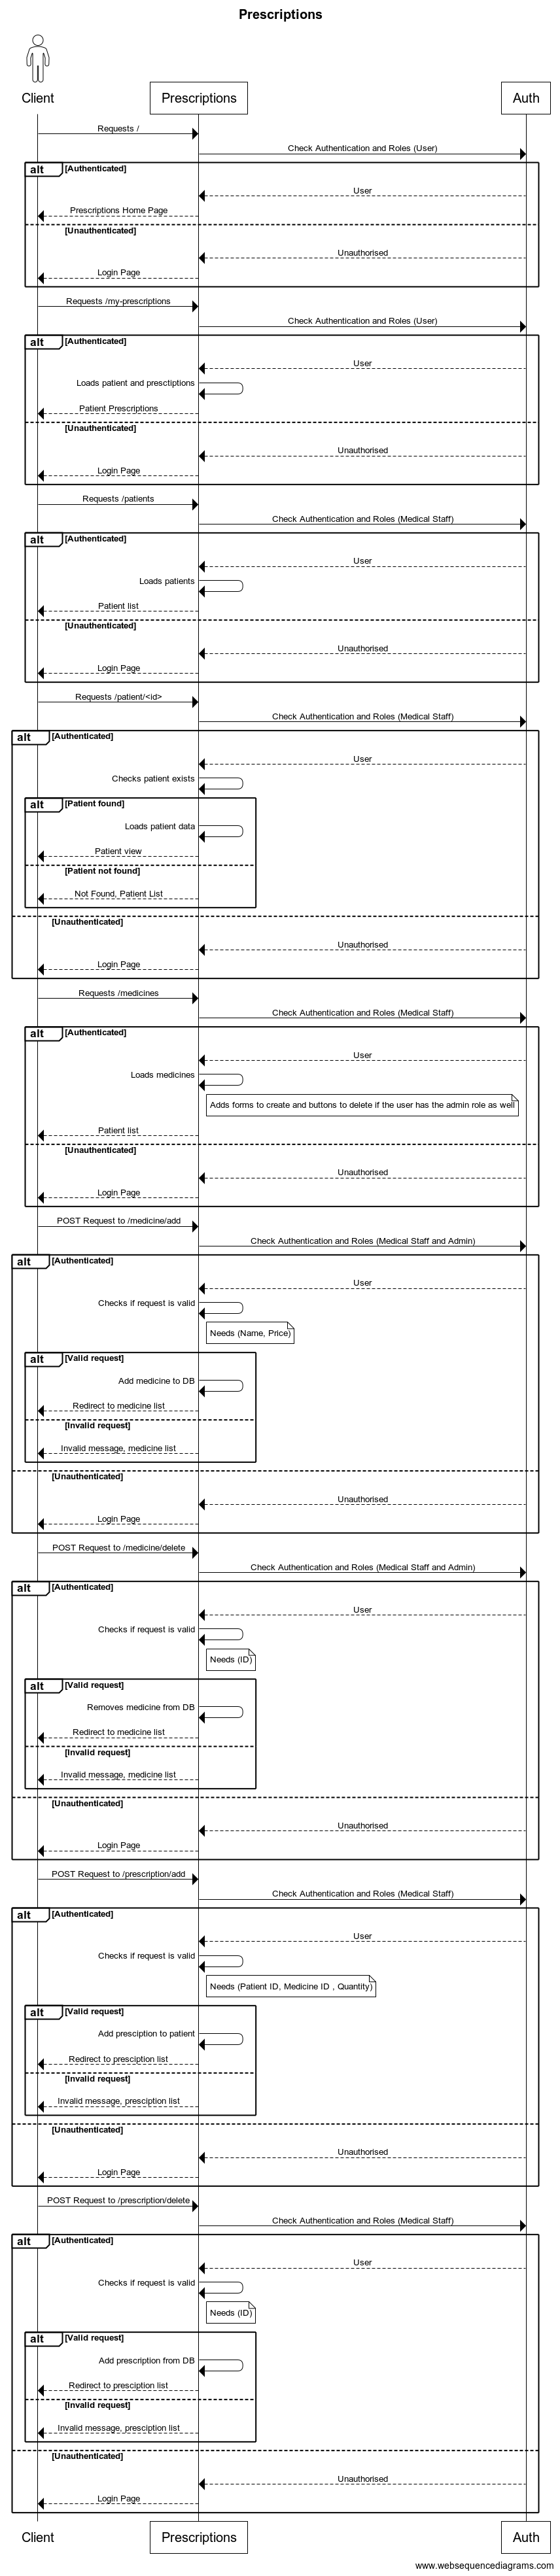 Prescriptions
Client
Prescriptions
Auth
Requests /
Check Authentication and Roles (User)
alt
[Authenticated]
User
Prescriptions Home Page
[Unauthenticated]
Unauthorised
Login Page
Requests /my-prescriptions
Check Authentication and Roles (User)
alt
[Authenticated]
User
Loads patient and presctiptions
Patient Prescriptions
[Unauthenticated]
Unauthorised
Login Page
Requests /patients
Check Authentication and Roles (Medical Staff)
alt
[Authenticated]
User
Loads patients
Patient list
[Unauthenticated]
Unauthorised
Login Page
Requests /patient/<id>
Check Authentication and Roles (Medical Staff)
alt
[Authenticated]
User
Checks patient exists
alt
[Patient found]
Loads patient data
Patient view
[Patient not found]
Not Found, Patient List
[Unauthenticated]
Unauthorised
Login Page
Requests /medicines
Check Authentication and Roles (Medical Staff)
alt
[Authenticated]
User
Loads medicines
Adds forms to create and buttons to delete if the user has the admin role as well
Patient list
[Unauthenticated]
Unauthorised
Login Page
POST Request to /medicine/add
Check Authentication and Roles (Medical Staff and Admin)
alt
[Authenticated]
User
Checks if request is valid
Needs (Name, Price)
alt
[Valid request]
Add medicine to DB
Redirect to medicine list
[Invalid request]
Invalid message, medicine list
[Unauthenticated]
Unauthorised
Login Page
POST Request to /medicine/delete
Check Authentication and Roles (Medical Staff and Admin)
alt
[Authenticated]
User
Checks if request is valid
Needs (ID)
alt
[Valid request]
Removes medicine from DB
Redirect to medicine list
[Invalid request]
Invalid message, medicine list
[Unauthenticated]
Unauthorised
Login Page
POST Request to /prescription/add
Check Authentication and Roles (Medical Staff)
alt
[Authenticated]
User
Checks if request is valid
Needs (Patient ID, Medicine ID , Quantity)
alt
[Valid request]
Add presciption to patient
Redirect to presciption list
[Invalid request]
Invalid message, presciption list
[Unauthenticated]
Unauthorised
Login Page
POST Request to /prescription/delete
Check Authentication and Roles (Medical Staff)
alt
[Authenticated]
User
Checks if request is valid
Needs (ID)
alt
[Valid request]
Add prescription from DB
Redirect to presciption list
[Invalid request]
Invalid message, presciption list
[Unauthenticated]
Unauthorised
Login Page
Client
Prescriptions
Auth
www.websequencediagrams.com